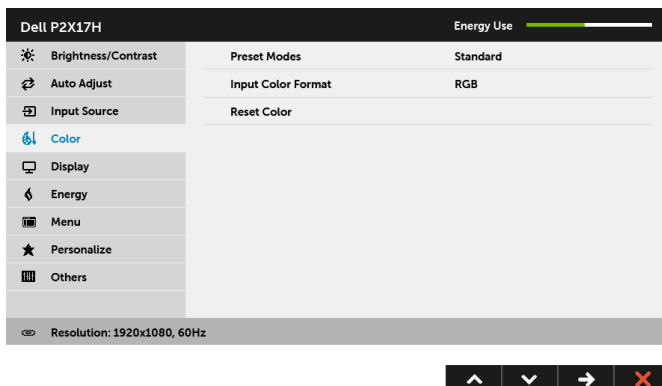 Dell P2X17H Energy Use
Brightness/Contrast Preset Modes Standard
Auto Adjust Input Color Format RGB
Input Source Reset Color
Color
Display
Energy
Menu
Personalize
Others
Resolution: 1920x1080, 60Hz